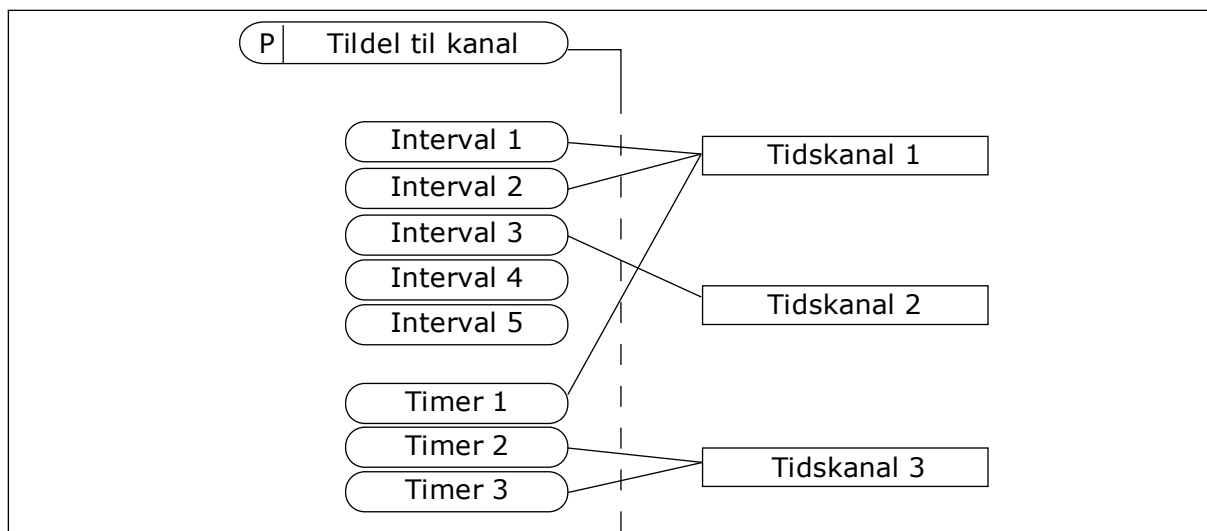 P Tildel til kanal
Interval 1
Tidskanal 1
Interval 2
Interval 3
Interval 4
Tidskanal 2
Interval 5
Timer 1
Timer 2
Tidskanal 3
Timer 3